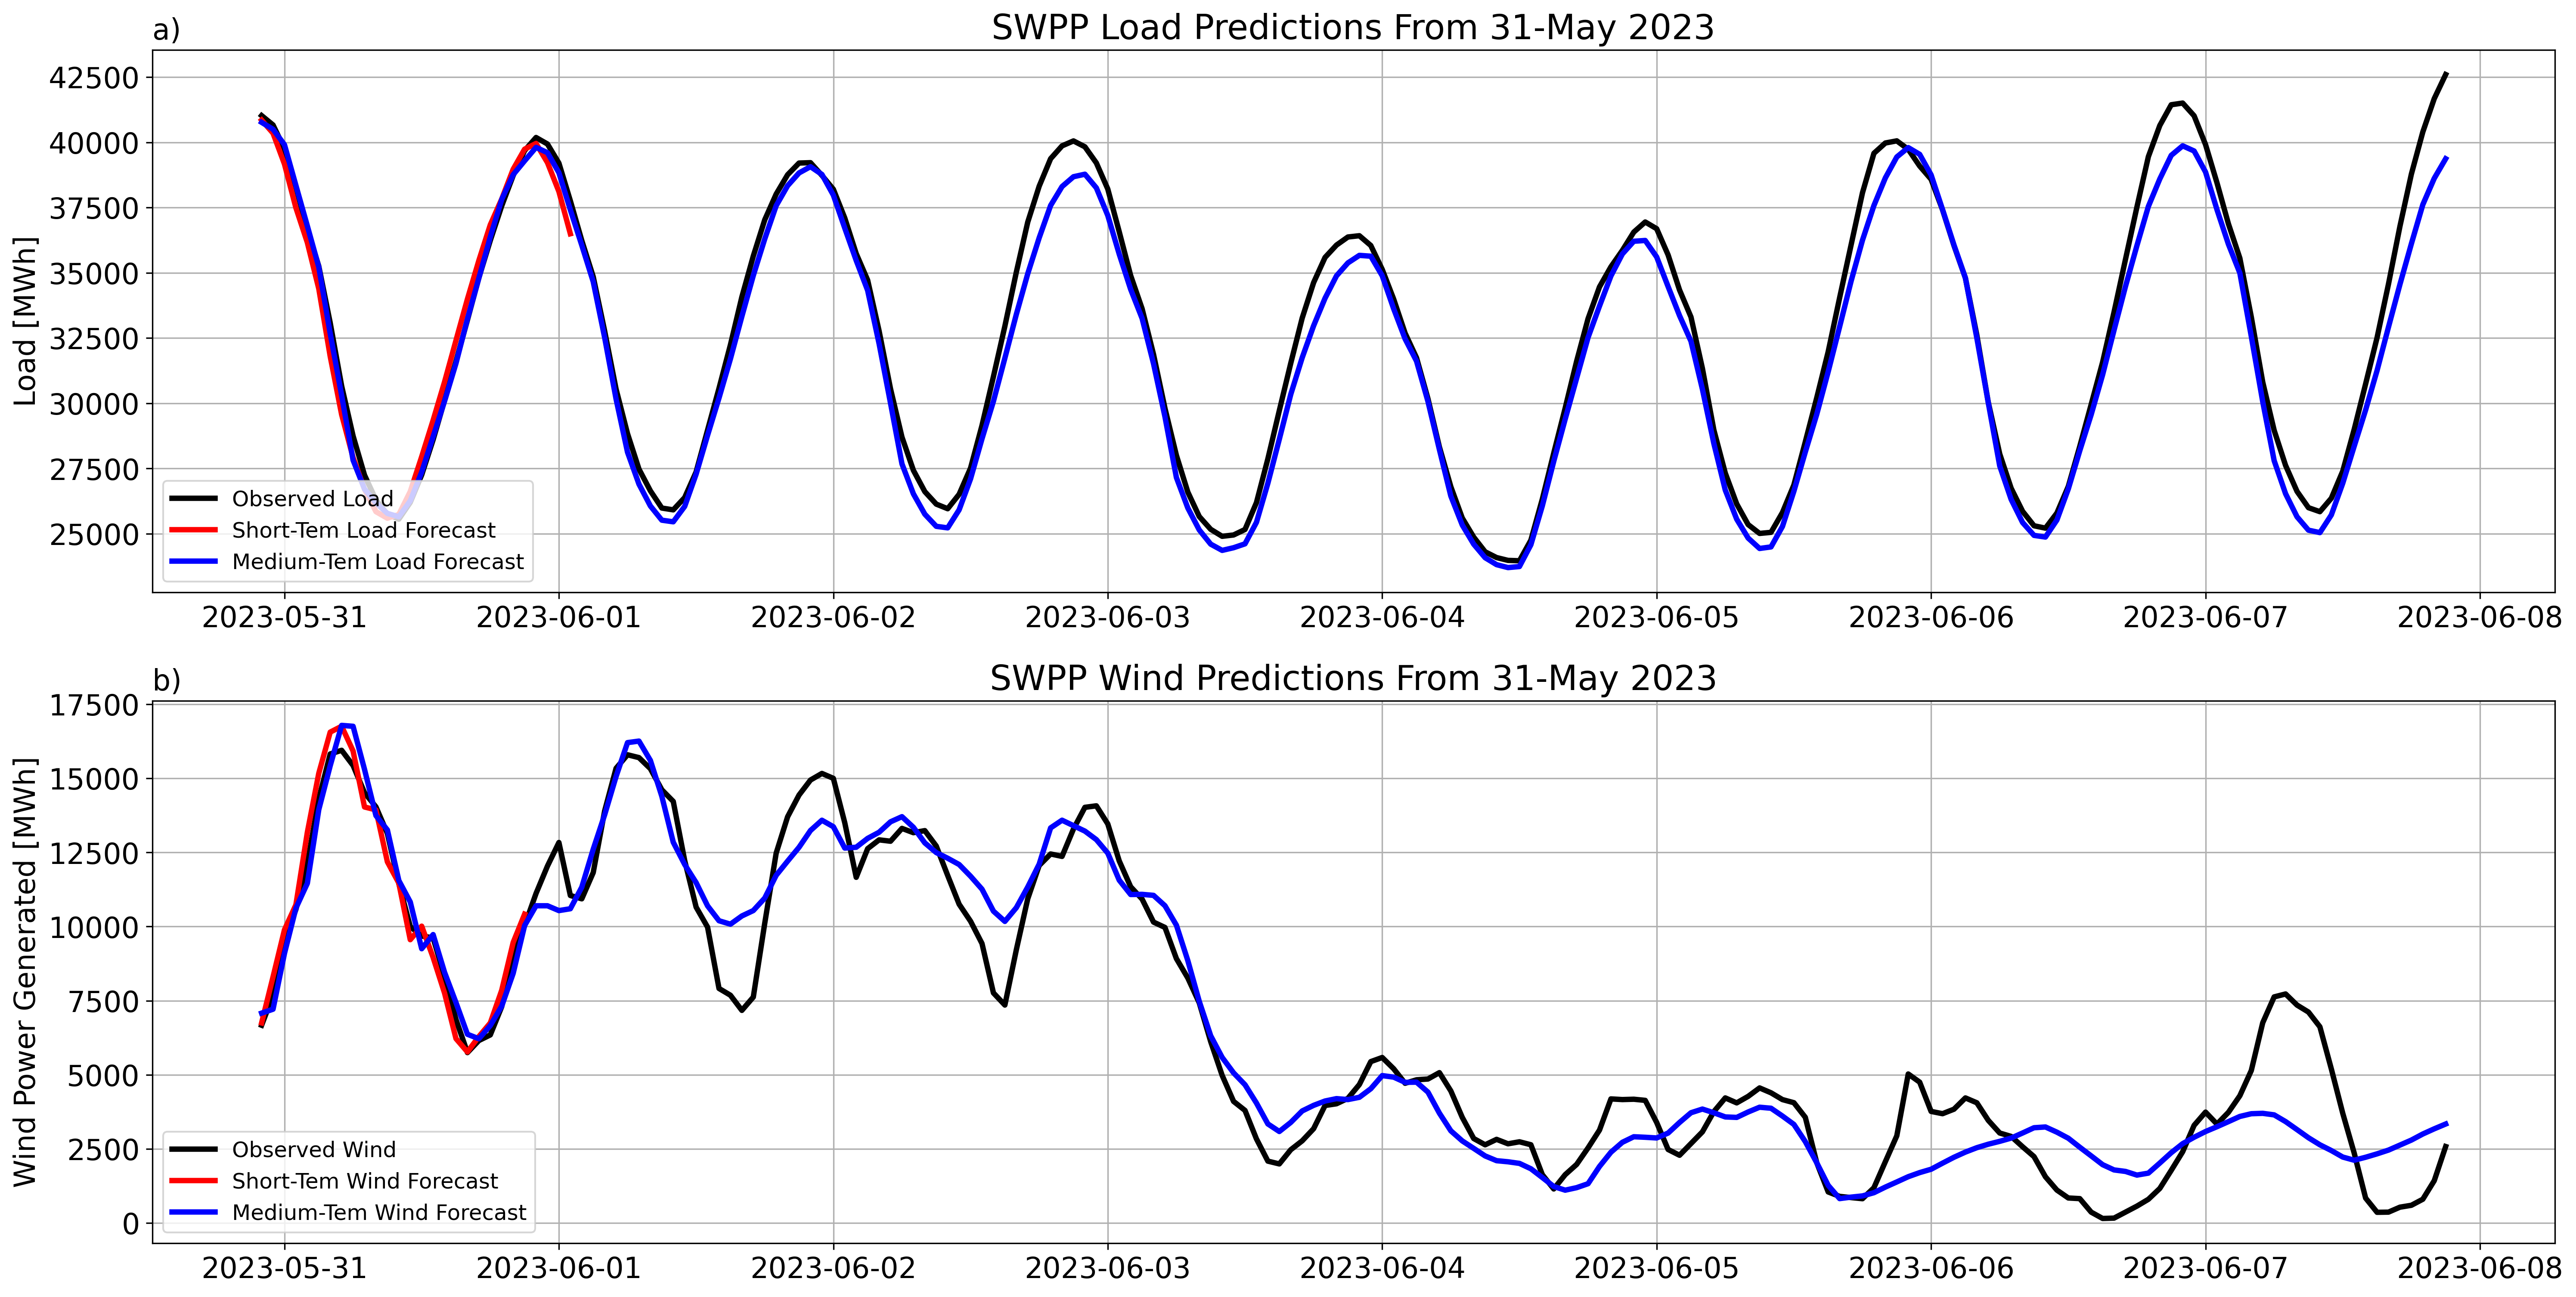 a)
SWPP Load Predictions From 31-May 2023
42500
40000
37500
35000
32500
30000
27500
25000
Load [MWh]
Observed Load
Short-Tem Load Forecast
Medium-Tem Load Forecast
2023-05-31 2023-06-01 2023-06-02 2023-06-03 2023-06-04 2023-06-05 2023-06-06 2023-06-07 2023-06-08
b)
SWPP Wind Predictions From 31-May 2023
17500
15000
12500
10000
7500
5000
2500
0
Wind Power Generated [MWh]
Observed Wind
Short-Tem Wind Forecast
Medium-Tem Wind Forecast
2023-05-31 2023-06-01 2023-06-02 2023-06-03 2023-06-04 2023-06-05 2023-06-06 2023-06-07 2023-06-08